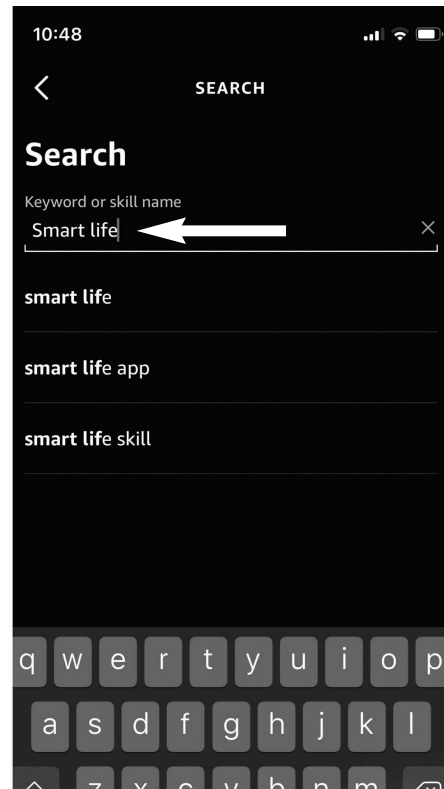 10:48
SEARCH
Search
Keyword or skill name
Smart life
smart life
smart life app
smart life skill
q w e r t y u i o p
a s d f g h j k l
z x c v b n m